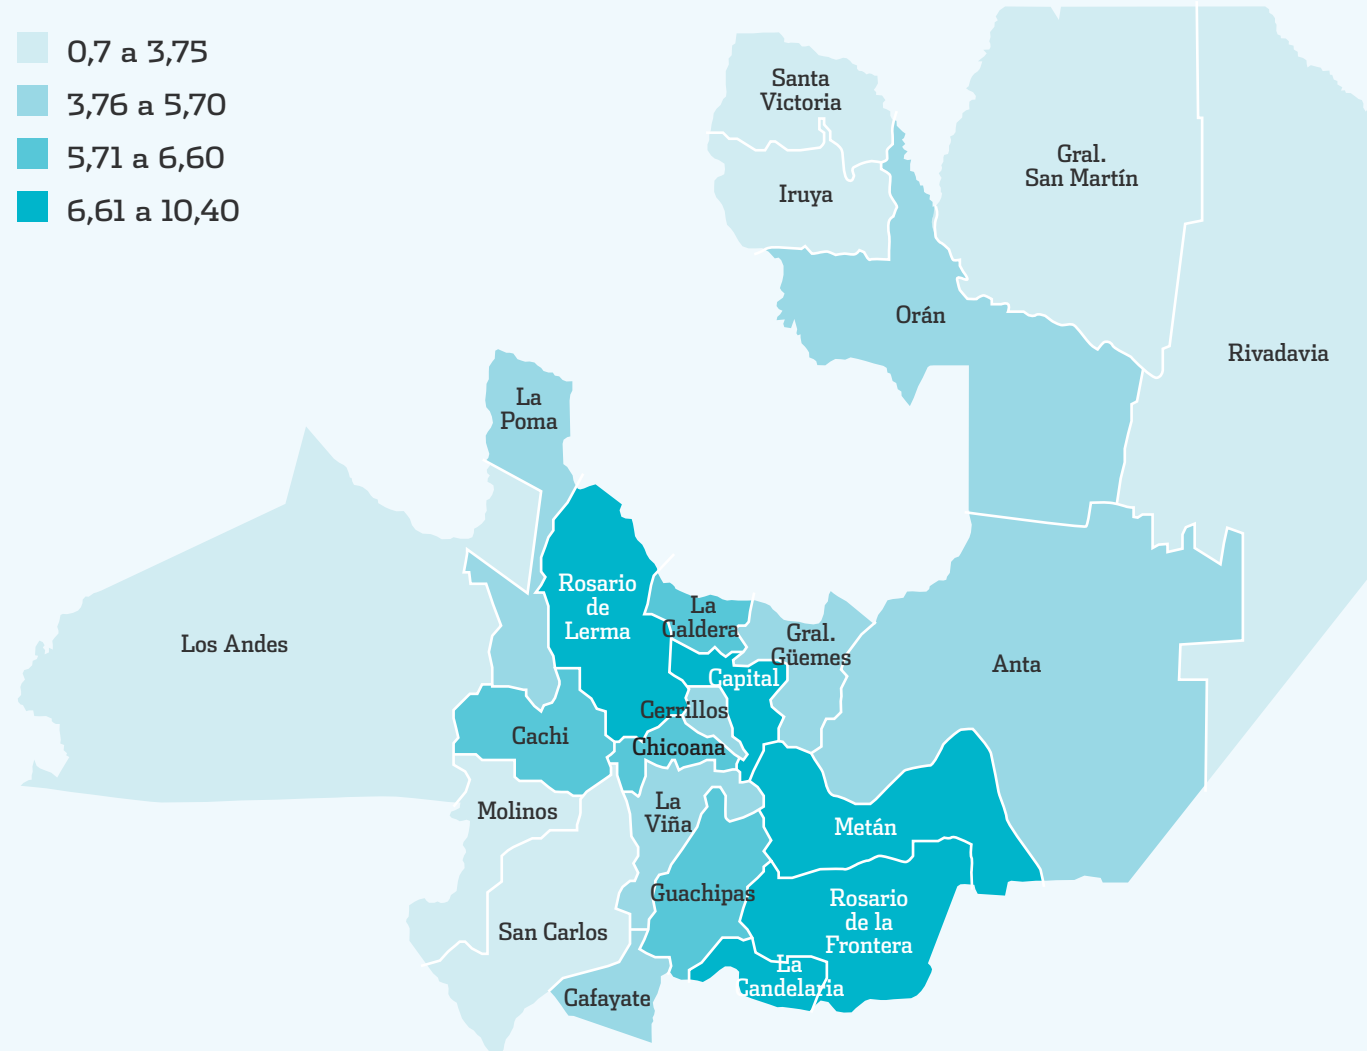 0,7 a 3,75
3,76 a 5,70
5,71 a 6,60
6,61 a 10,40
Santa
Victoria
Iruya
Gral.
San Martín
Orán
Rivadavia
La
Poma
Rosario
de
Lerma
La
Caldera
Gral.
Güemes
Los Andes
Anta
Capital
Cerrillos
Cachi
Chicoana
Molinos
La
Viña
Metán
Guachipas
Rosario
de la
Frontera
San Carlos
La
Candelaria
Cafayate